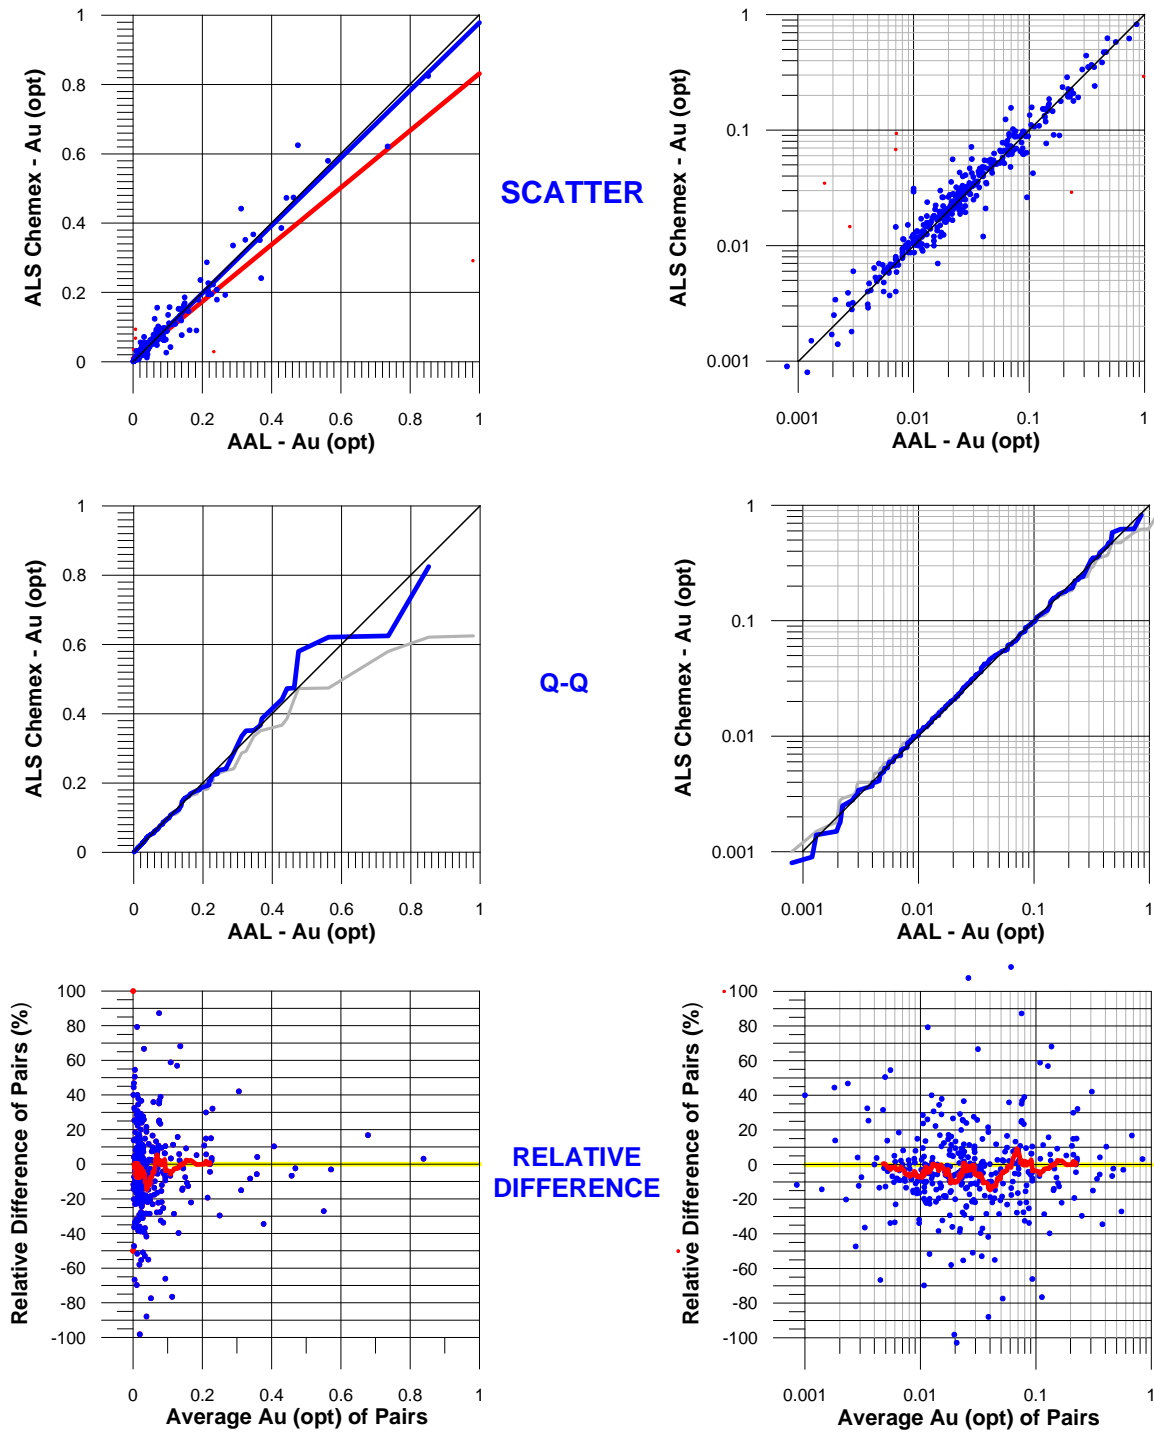 1
0.8
0.6
0.4
0.2
0
0 0.2 0.4 0.6 0.8 1
AAL - Au (opt)
ALS Chemex - Au (opt)
SCATTER
1
0.1
0.01
0.001
0.001 0.01 0.1 1
AAL - Au (opt)
ALS Chemex - Au (opt)
1
0.8
0.6
0.4
0.2
0
0 0.2 0.4 0.6 0.8 1
AAL - Au (opt)
ALS Chemex - Au (opt)
Q-Q
1
0.1
0.01
0.001
0.001 0.01 0.1 1
AAL - Au (opt)
ALS Chemex - Au (opt)
100
80
60
40
20
0
-20
-40
-60
-80
-100
0 0.2 0.4 0.6 0.8 1
Average Au (opt) of Pairs
Relative Difference of Pairs (%)
RELATIVE
DIFFERENCE
100
80
60
40
20
0
-20
-40
-60
-80
-100
0.001 0.01 0.1 1
Average Au (opt) of Pairs
Relative Difference of Pairs (%)